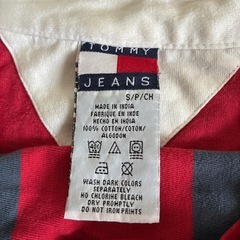 TOMMY
JEANS
S/P/CH
MADE IN INDIA
FABRIQUE EN INDE
HECHO EN INDIA
100% COTTON/COTON/
ALGODON
WASH DARK COLORS
SEPARATELY
NO CHLORINE BLEACH
DRY PROMPTLY
DO NOT IRON PRINTS